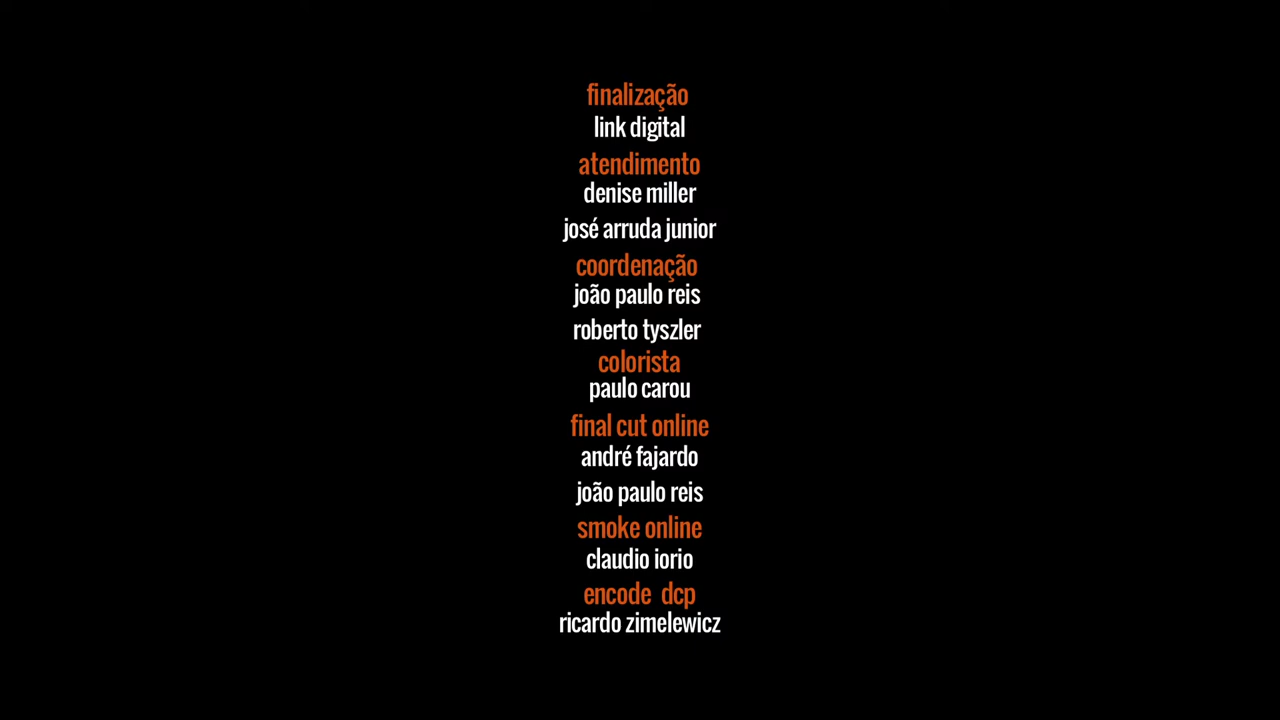 finalização
link digital
atendimento
denise miller
josé arruda junior
coordenação
joão paulo reis
roberto tyszler
colorista
paulo carou
final cut online
andré fajardo
joão paulo reis
smoke online
claudio iorio
encode  dcp
ricardo zimelewicz